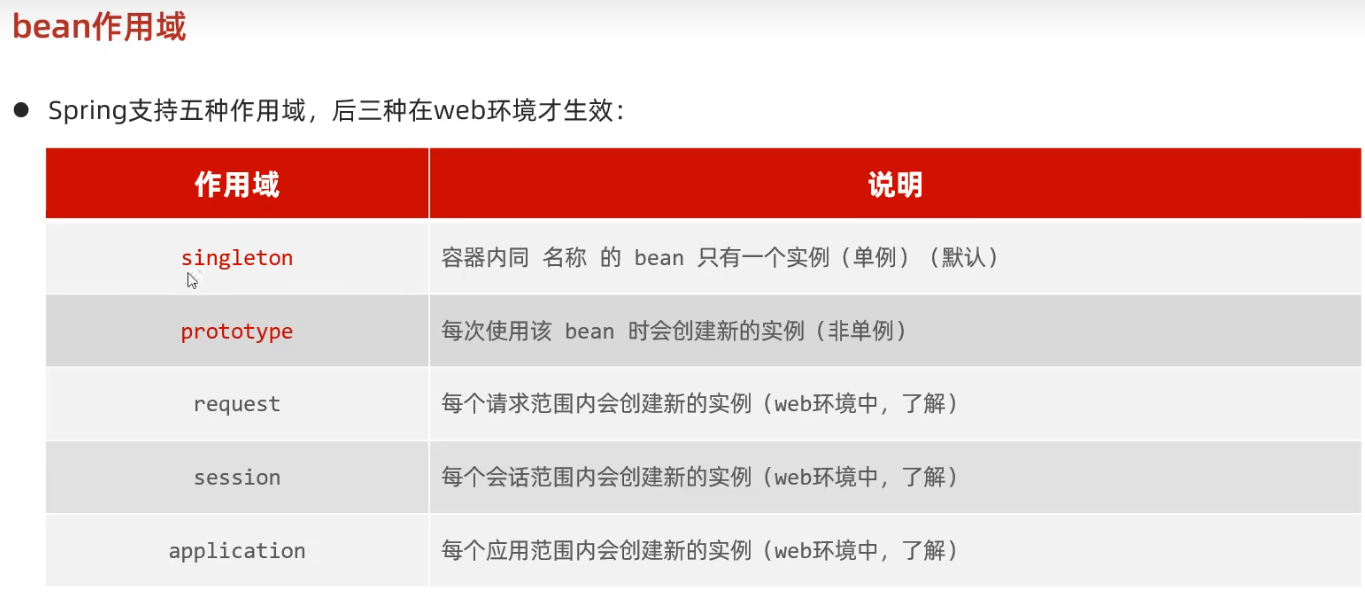 bean作用域
● Spring支持五种作用域，后三种在web环境才生效：
作用域 说明
singleton 容器内同 名称 的 bean 只有一个实例（单例）（默认）
prototype 每次使用该 bean 时会创建新的实例（非单例）
request 每个请求范围内会创建新的实例（web环境中，了解）
session 每个会话范围内会创建新的实例（web环境中，了解）
application 每个应用范围内会创建新的实例（web环境中，了解）